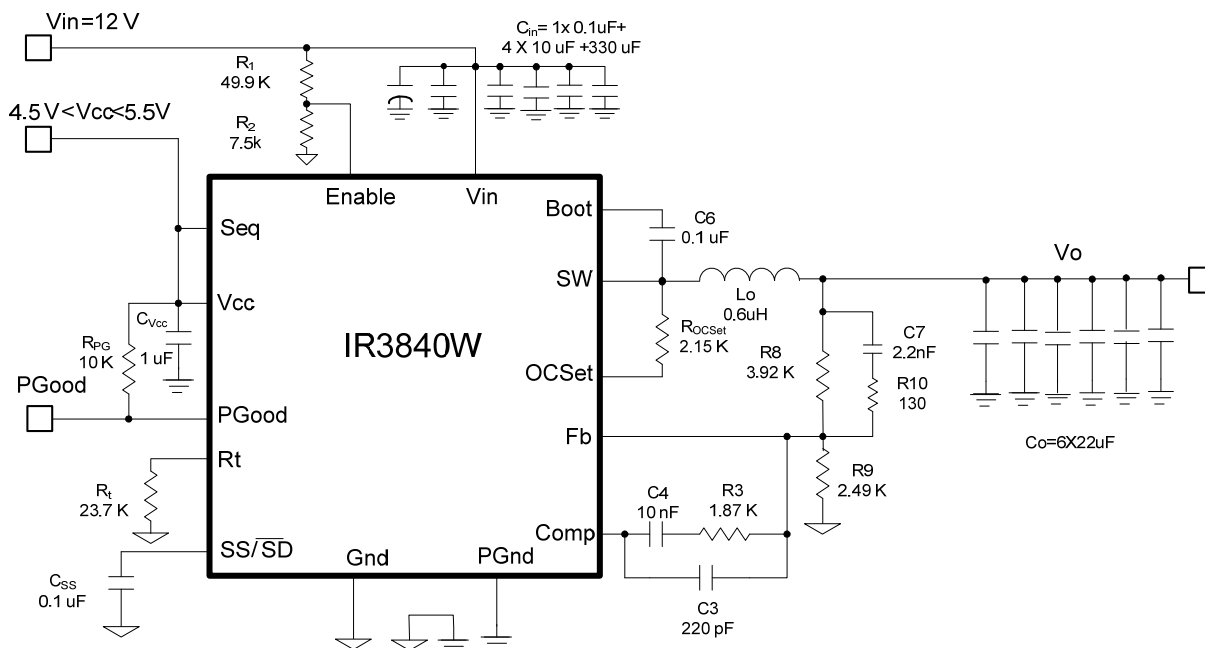 Vin=12 V
Cin= 1x 0.1uF+
4 X 10 uF +330 uF
R1
49.9 K
4.5 V<Vcc<5.5V
R2
7.5k
Enable
Vin
Boot
C6
0.1 uF
Seq
SW
Lo
0.6uH
Vo
Vcc
CVcc
1 uF
RPG
10 K
IR3840W
ROCSet
2.15 K
R8
3.92 K
C7
2.2nF
R10
130
OCSet
PGood
PGood
Fb
Co=6X22uF
Rt
Rt
23.7 K
R9
2.49 K
C4
10 nF
R3
1.87 K
Comp
SS/SD
Gnd
PGnd
CSS
0.1 uF
C3
220 pF